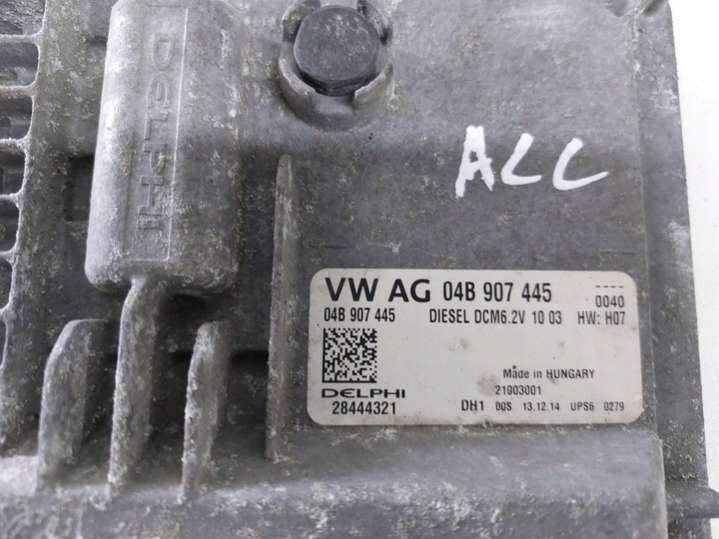 DELPHI
ACC
VW AG 04B 907 445 ----
04B 907 445 DIESEL DCM6.2V 10 03 0040
HW: H07
Made in HUNGARY
21003001
DELPHI
28444321 DH1 00S 13.12.14 UPS6 0279